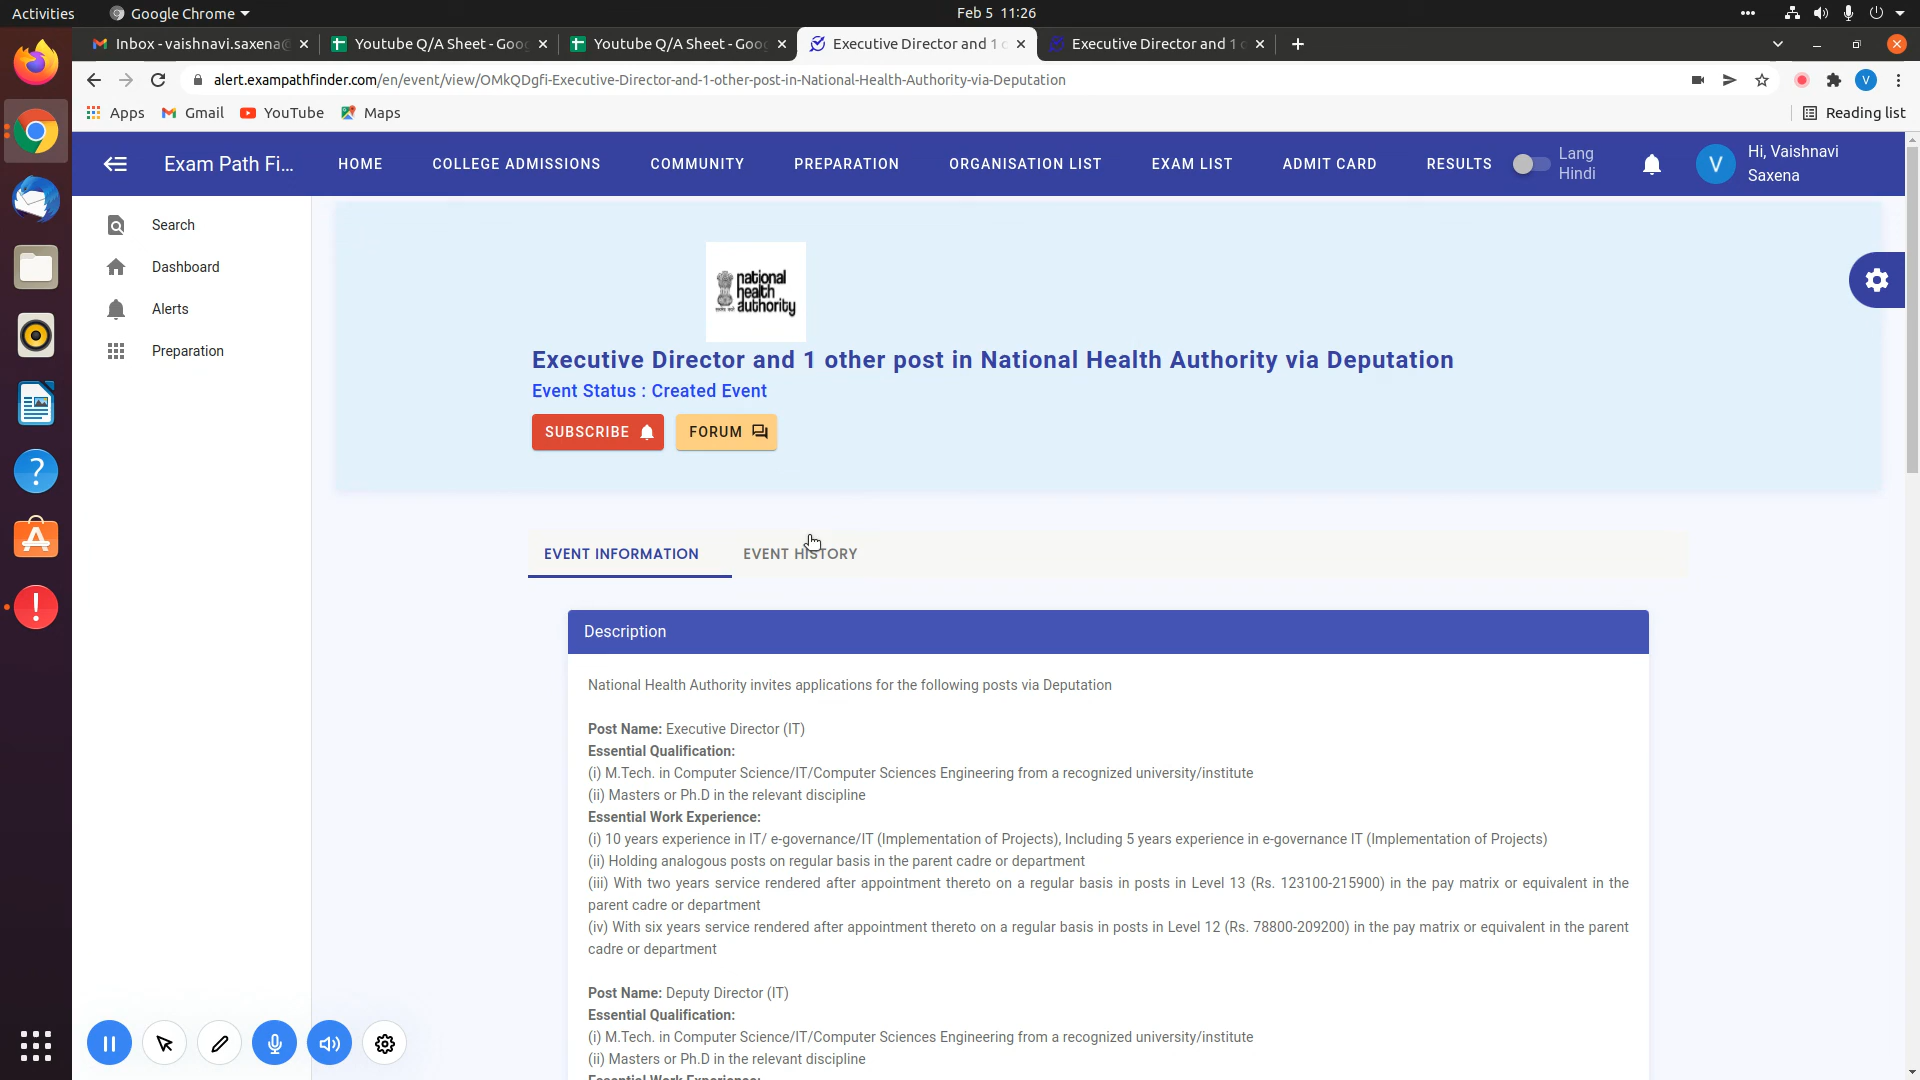 Activities
Google Chrome
Feb 5 11:26
Inbox - vaishnavi.saxena@
Youtube Q/A Sheet - Goo
Youtube Q/A Sheet - Goo
Executive Director and 1 o
Executive Director and 1 o
alert.exampathfinder.com/en/event/view/OMkQDgfi-Executive-Director-and-1-other-post-in-National-Health-Authority-via-Deputation
V
Apps
Gmail
YouTube
Maps
Reading list
Exam Path Fi...
HOME
COLLEGE ADMISSIONS
COMMUNITY
PREPARATION
ORGANISATION LIST
EXAM LIST
ADMIT CARD
RESULTS
Lang
Hindi
V
Hi, Vaishnavi
Saxena
Search
Dashboard
Alerts
Preparation
national
health
authority
Executive Director and 1 other post in National Health Authority via Deputation
Event Status : Created Event
SUBSCRIBE
FORUM
EVENT INFORMATION
EVENT HISTORY
Description
National Health Authority invites applications for the following posts via Deputation
Post Name: Executive Director (IT)
Essential Qualification:
(i) M.Tech. in Computer Science/IT/Computer Sciences Engineering from a recognized university/institute
(ii) Masters or Ph.D in the relevant discipline
Essential Work Experience:
(i) 10 years experience in IT/ e-governance/IT (Implementation of Projects), Including 5 years experience in e-governance IT (Implementation of Projects)
(ii) Holding analogous posts on regular basis in the parent cadre or department
(iii) With two years service rendered after appointment thereto on a regular basis in posts in Level 13 (Rs. 123100-215900) in the pay matrix or equivalent in the
parent cadre or department
(iv) With six years service rendered after appointment thereto on a regular basis in posts in Level 12 (Rs. 78800-209200) in the pay matrix or equivalent in the parent
cadre or department
Post Name: Deputy Director (IT)
Essential Qualification:
(i) M.Tech. in Computer Science/IT/Computer Sciences Engineering from a recognized university/institute
(ii) Masters or Ph.D in the relevant discipline
Essential Work Experience: